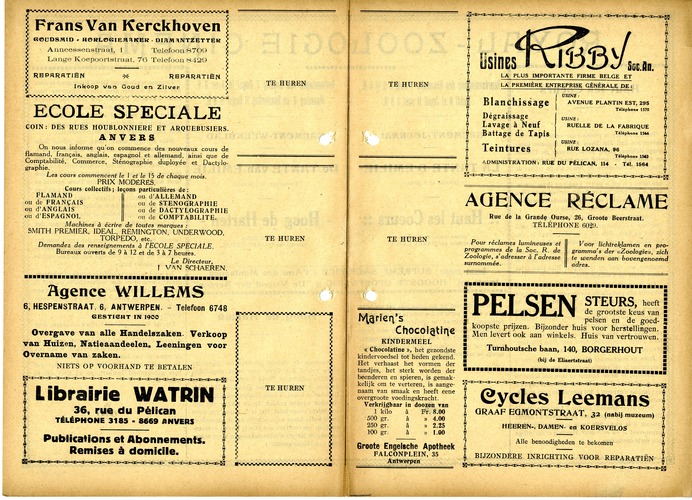 Frans Van Kerckhoven
GOUDSMID - HORLOGIEMAKER - DIAMANTZETTER
Anneessenstraat, 1 Telefoon 8709
Lange Koepoortstraat, 76 Telefoon 8429
REPARATIËN REPARATIËN
Inkoop van Goud en Zilver
ECOLE SPECIALE
COIN: DES RUES HOUBLONNIERE ET ARQUEBUSIERS.
ANVERS
On nous informe qu'on commence des nouveaux cours de
flamand, français, anglais, espagnol et allemand, ainsi que de
Comptabilité, Commerce, Sténographie duployée et Dactylo-
graphie.
Les cours commencent le 1 et le 15 de chaque mois.
PRIX MODERES.
Cours collectifs; leçons particulières de:
FLAMAND
ou de FRANÇAIS
ou d'ANGLAIS
ou d'ESPAGNOL
ou d'ALLEMAND
ou de STENOGRAPHIE
ou de DACTYLOGRAPHIE
ou de COMPTABILITE.
Machines à écrire de toutes marques:
SMITH PREMIER, IDEAL, REMINGTON, UNDERWOOD,
TORPEDO, etc.
Demandes des renseignements à l'ECOLE SPECIALE.
Bureaux ouverts de 9 à 12 et de 3 à 7 heures.
Le Directeur,
J. VAN SCHAEREN.
Agence WILLEMS
6, HESPENSTRAAT, 6, ANTWERPEN. - Telefoon 6748
GESTICHT IN 1900
Overgave van alle Handelszaken. Verkoop
van Huizen, Natieaandeelen, Leeningen voor
Overname van zaken.
NIETS OP VOORHAND TE BETALEN
Librairie WATRIN
36, rue du Pélican
TÉLÉPHONE 3185 - 8669 ANVERS
Publications et Abonnements.
Remises à domicile.
TE HUREN
TE HUREN
TE HUREN
TE HUREN
TE HUREN
Marien's
Chocolatine
KINDERMEEL
« Chocolatine », het gezondste
kindervoedsel tot heden gekend.
Het verhaast het vormen der
tandjes, het sterk worden der
beenderen en spieren, is gemak-
kelijk om te verteren, is aange-
naam van smaak en heeft eene
overgroote voedingskracht.
Verkrijgbaar in doozen van
1 kilo à Fr. 8.00
500 gr. à » 4.00
250 gr. à » 2.25
100 gr. à » 1.00
Groote Engelsche Apotheek
FALCONPLEIN, 35
Antwerpen
Usines RIBBY Soc. An.
LA PLUS IMPORTANTE FIRME BELGE ET
LA PREMIÈRE ENTREPRISE GÉNÉRALE DE:
Blanchissage
Dégraissage
Lavage à Neuf
Battage de Tapis
Teintures
USINE:
AVENUE PLANTIN EST, 295
USINE:
RUELLE DE LA FABRIQUE
USINE:
RUE LOZANA, 96
ADMINISTRATION: RUE DU PÉLICAN, 114 - Tél. 1564
AGENCE RÉCLAME
Rue de la Grande Ourse, 26, Groote Beerstraat.
TÉLÉPHONE 6029.
Pour réclames lumineuses et
programmes de la Soc. R. de
Zoologie, s'adresser à l'adresse
surnommée.
Voor lichtreklamen en pro-
gramma's der «Zoologie», zich
te wenden aan bovengenoemd
adres.
PELSEN STEURS, heeft
de grootste keus van
pelsen en de goed-
koopste prijzen. Bijzonder huis voor herstellingen.
Men levert ook aan winkels. Huis van vertrouwen.
Turnhoutsche baan, 140, BORGERHOUT
(bij de Eliaertstraat)
Cycles Leemans
GRAAF EGMONTSTRAAT, 32 (nabij muzeum)
HEEREN-, DAMEN- en KOERSVELOS
Alle benoodigheden te bekomen
BIJZONDERE INRICHTING VOOR REPARATIËN